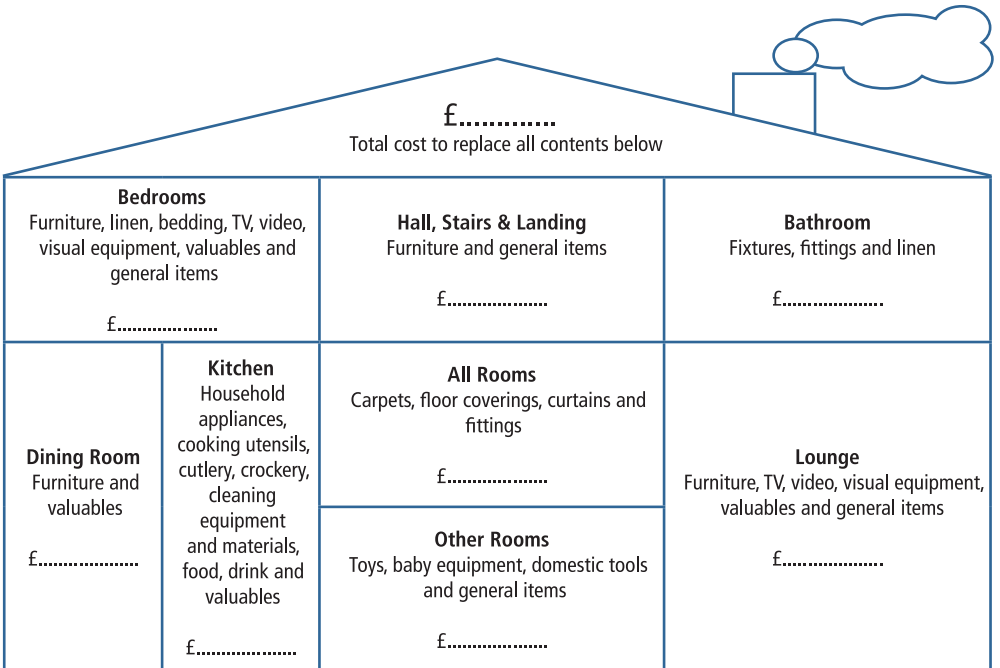 £.............
Total cost to replace all contents below
Bedrooms
Furniture, linen, bedding, TV, video,
visual equipment, valuables and
general items
£...................
Hall, Stairs & Landing
Furniture and general items
£...................
Bathroom
Fixtures, fittings and linen
£...................
Dining Room
Furniture and
valuables
£...................
Kitchen
Household
appliances,
cooking utensils,
cutlery, crockery,
cleaning
equipment
and materials,
food, drink and
valuables
£...................
All Rooms
Carpets, floor coverings, curtains and
fittings
£...................
Other Rooms
Toys, baby equipment, domestic tools
and general items
£...................
Lounge
Furniture, TV, video, visual equipment,
valuables and general items
£...................